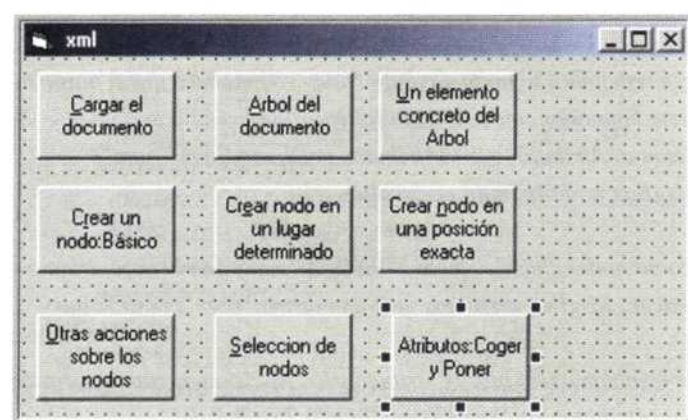 xml
Cargar el
documento
Arbol del
documento
Un elemento
concreto del
Arbol
Crear un
nodo:Básico
Crear nodo en
un lugar
determinado
Crear nodo en
una posición
exacta
Otras acciones
sobre los
nodos
Seleccion de
nodos
Atributos:Coger
y Poner